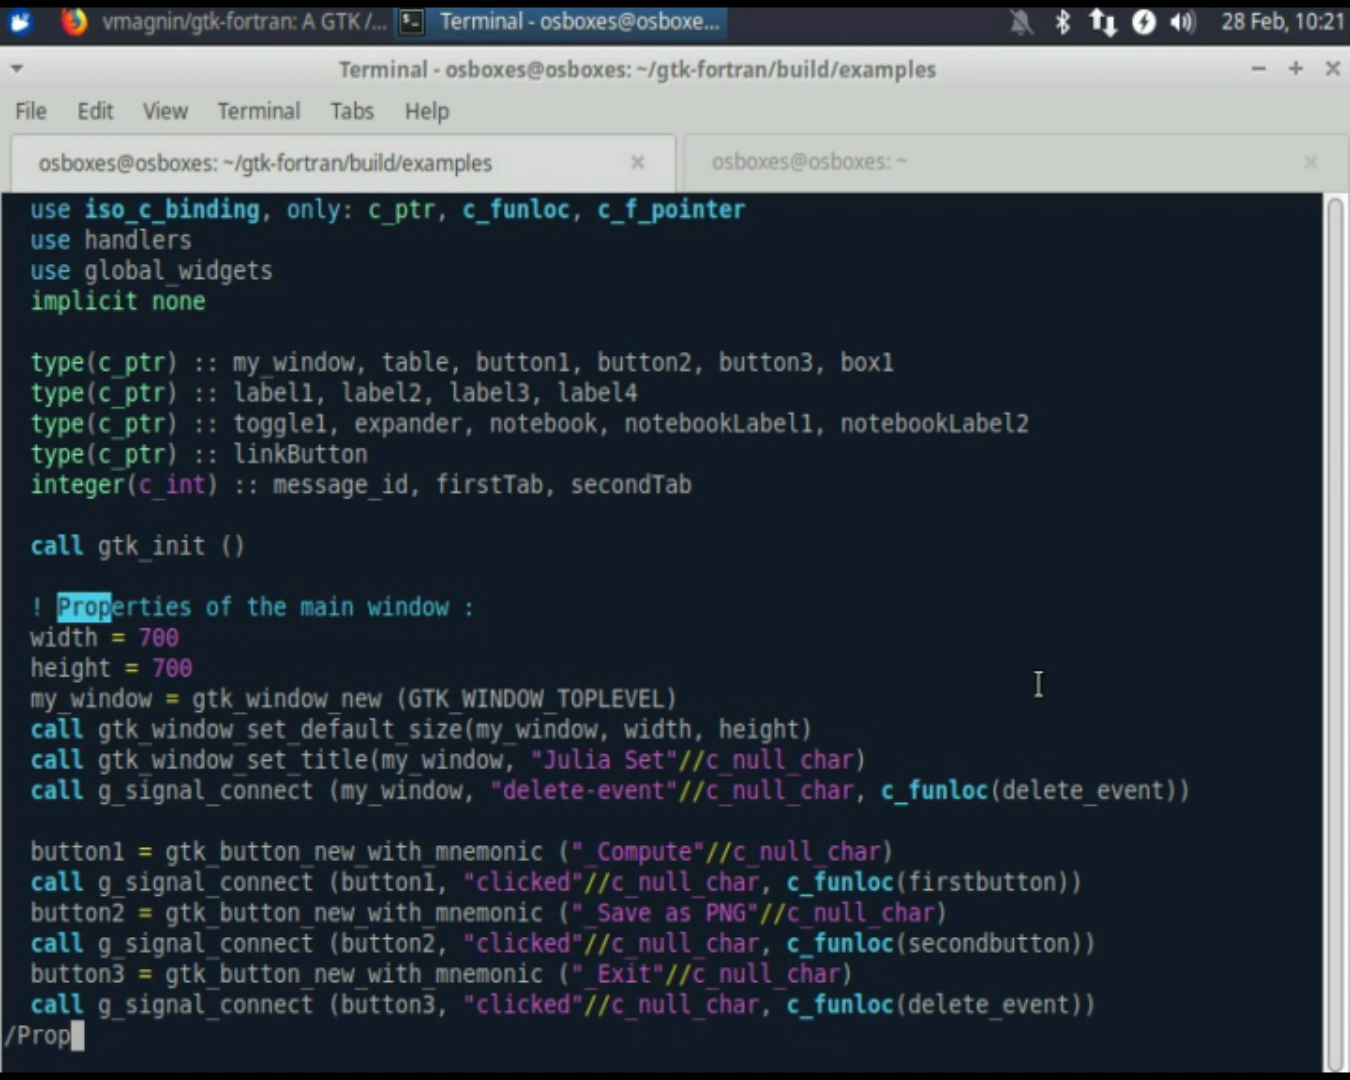 vmagnin/gtk-fortran: A GTK /... Terminal - osboxes@osboxe... 28 Feb, 10:21
Terminal - osboxes@osboxes: ~/gtk-fortran/build/examples
File Edit View Terminal Tabs Help
osboxes@osboxes: ~/gtk-fortran/build/examples osboxes@osboxes: ~
use iso_c_binding, only: c_ptr, c_funloc, c_f_pointer
use handlers
use global_widgets
implicit none
type(c_ptr) :: my_window, table, button1, button2, button3, box1
type(c_ptr) :: label1, label2, label3, label4
type(c_ptr) :: toggle1, expander, notebook, notebookLabel1, notebookLabel2
type(c_ptr) :: linkButton
integer(c_int) :: message_id, firstTab, secondTab
call gtk_init ()
! Properties of the main window :
width = 700
height = 700
my_window = gtk_window_new (GTK_WINDOW_TOPLEVEL)
call gtk_window_set_default_size(my_window, width, height)
call gtk_window_set_title(my_window, "Julia Set"//c_null_char)
call g_signal_connect (my_window, "delete-event"//c_null_char, c_funloc(delete_event))
button1 = gtk_button_new_with_mnemonic ("_Compute"//c_null_char)
call g_signal_connect (button1, "clicked"//c_null_char, c_funloc(firstbutton))
button2 = gtk_button_new_with_mnemonic ("_Save as PNG"//c_null_char)
call g_signal_connect (button2, "clicked"//c_null_char, c_funloc(secondbutton))
button3 = gtk_button_new_with_mnemonic ("_Exit"//c_null_char)
call g_signal_connect (button3, "clicked"//c_null_char, c_funloc(delete_event))
/Prop